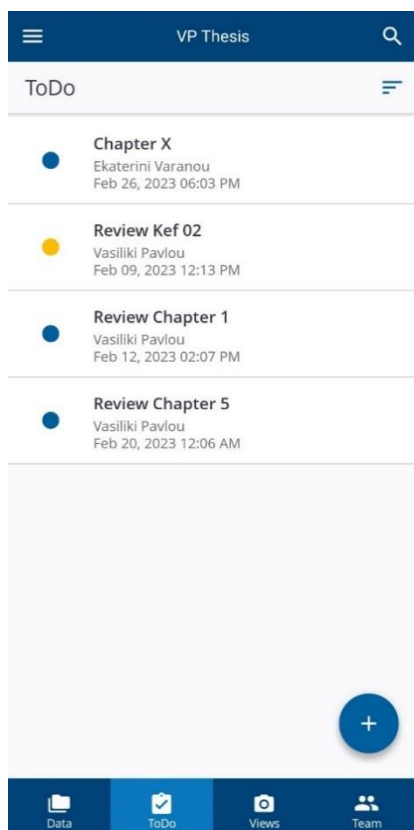 VP Thesis
ToDo
Chapter X
Ekaterini Varanou
Feb 26, 2023 06:03 PM
Review Kef 02
Vasiliki Pavlou
Feb 09, 2023 12:13 PM
Review Chapter 1
Vasiliki Pavlou
Feb 12, 2023 02:07 PM
Review Chapter 5
Vasiliki Pavlou
Feb 20, 2023 12:06 AM
+
Data ToDo Views Team